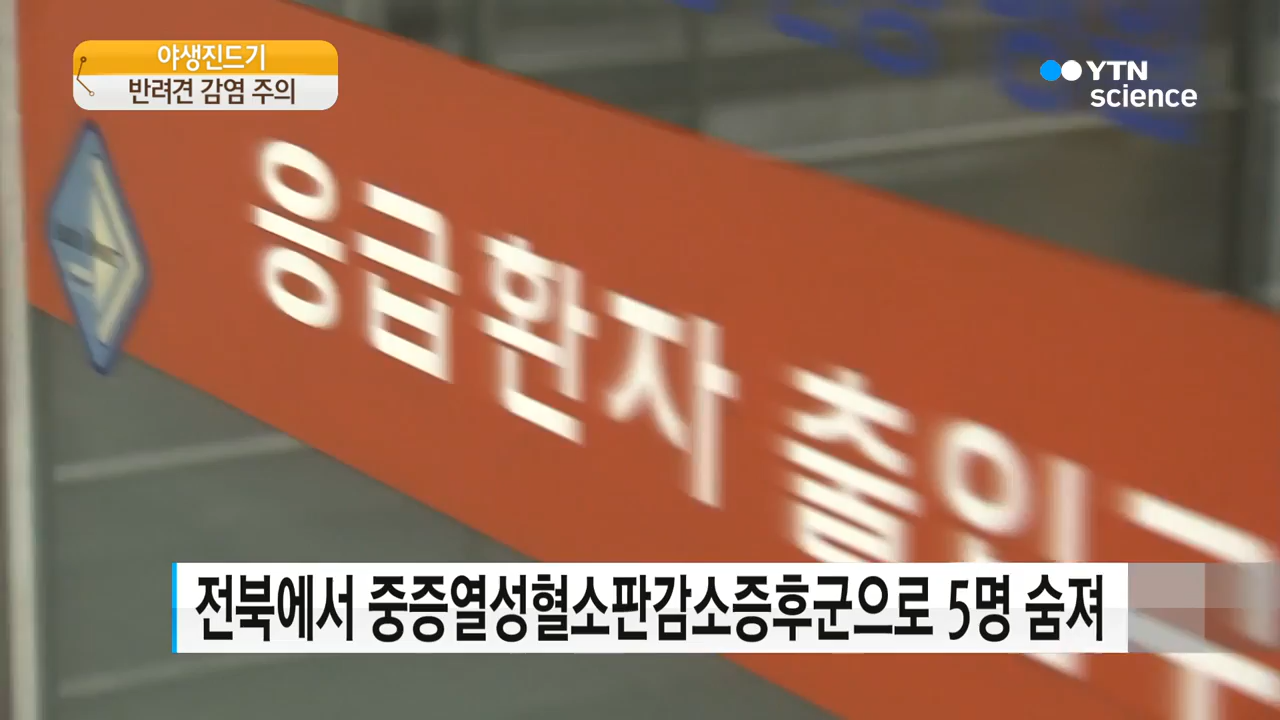 야생진드기
반려견 감염 주의
YTN
science
응급환자 출입구
전북에서 중증열성혈소판감소증후군으로 5명 숨져